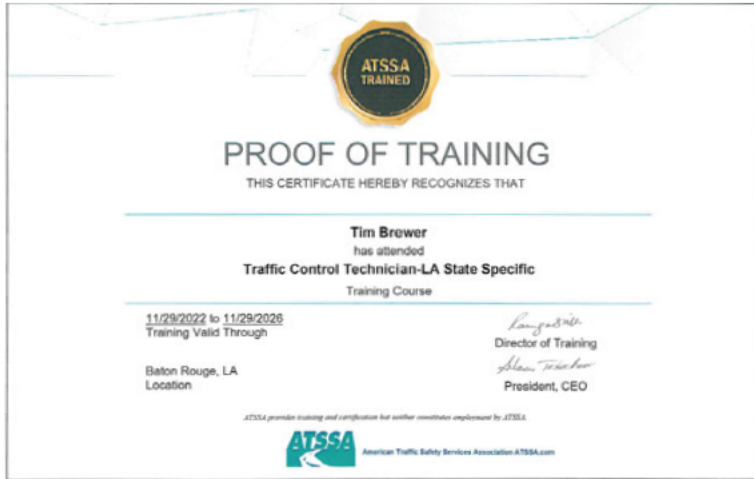 ATSSA
TRAINED
PROOF OF TRAINING
THIS CERTIFICATE HEREBY RECOGNIZES THAT
Tim Brewer
has attended
Traffic Control Technician-LA State Specific
Training Course
11/29/2022 to 11/29/2026
Training Valid Through
Director of Training
Baton Rouge, LA
Location
President, CEO
ATSSA provides training and certification but neither constitutes employment by ATSSA.
ATSSA
American Traffic Safety Services Association ATSSA.com